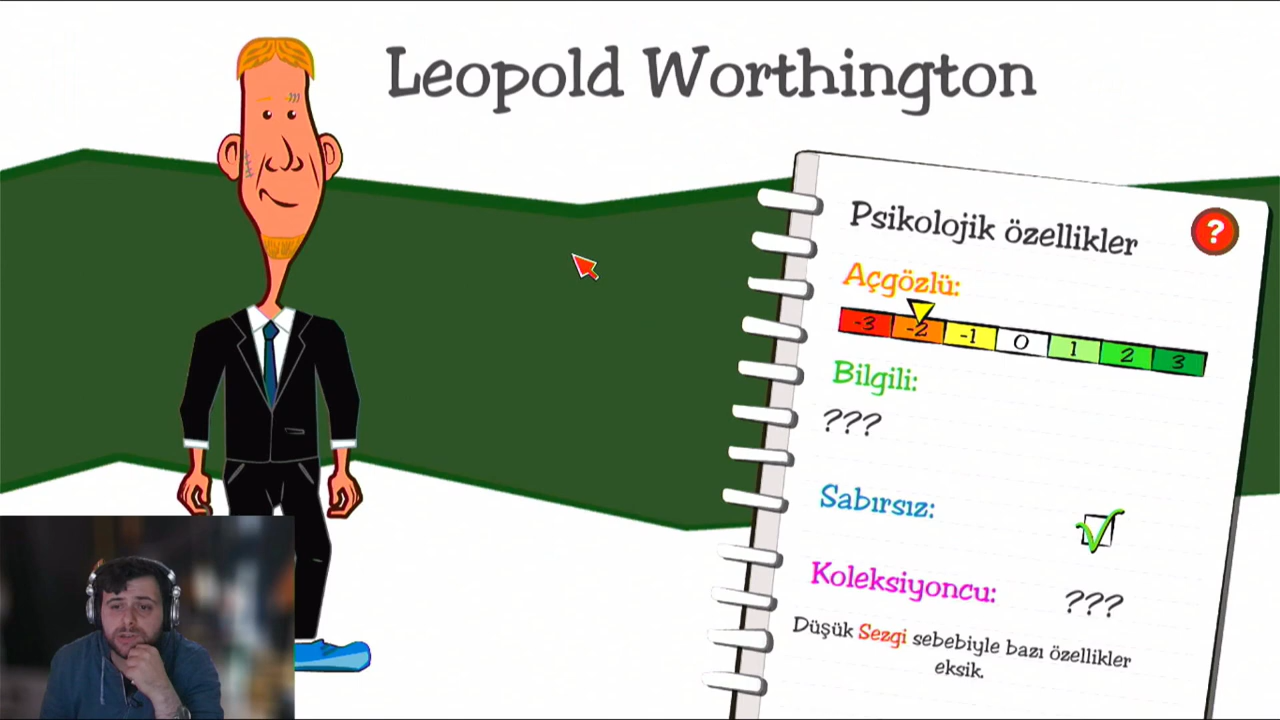 Leopold Worthington
Psikolojik özellikler
?
Açgözlü:
-3 -2 -1 0 1 2 3
Bilgili:
???
Sabırsız:
Koleksiyoncu: ???
Düşük Sezgi sebebiyle bazı özellikler
eksik.